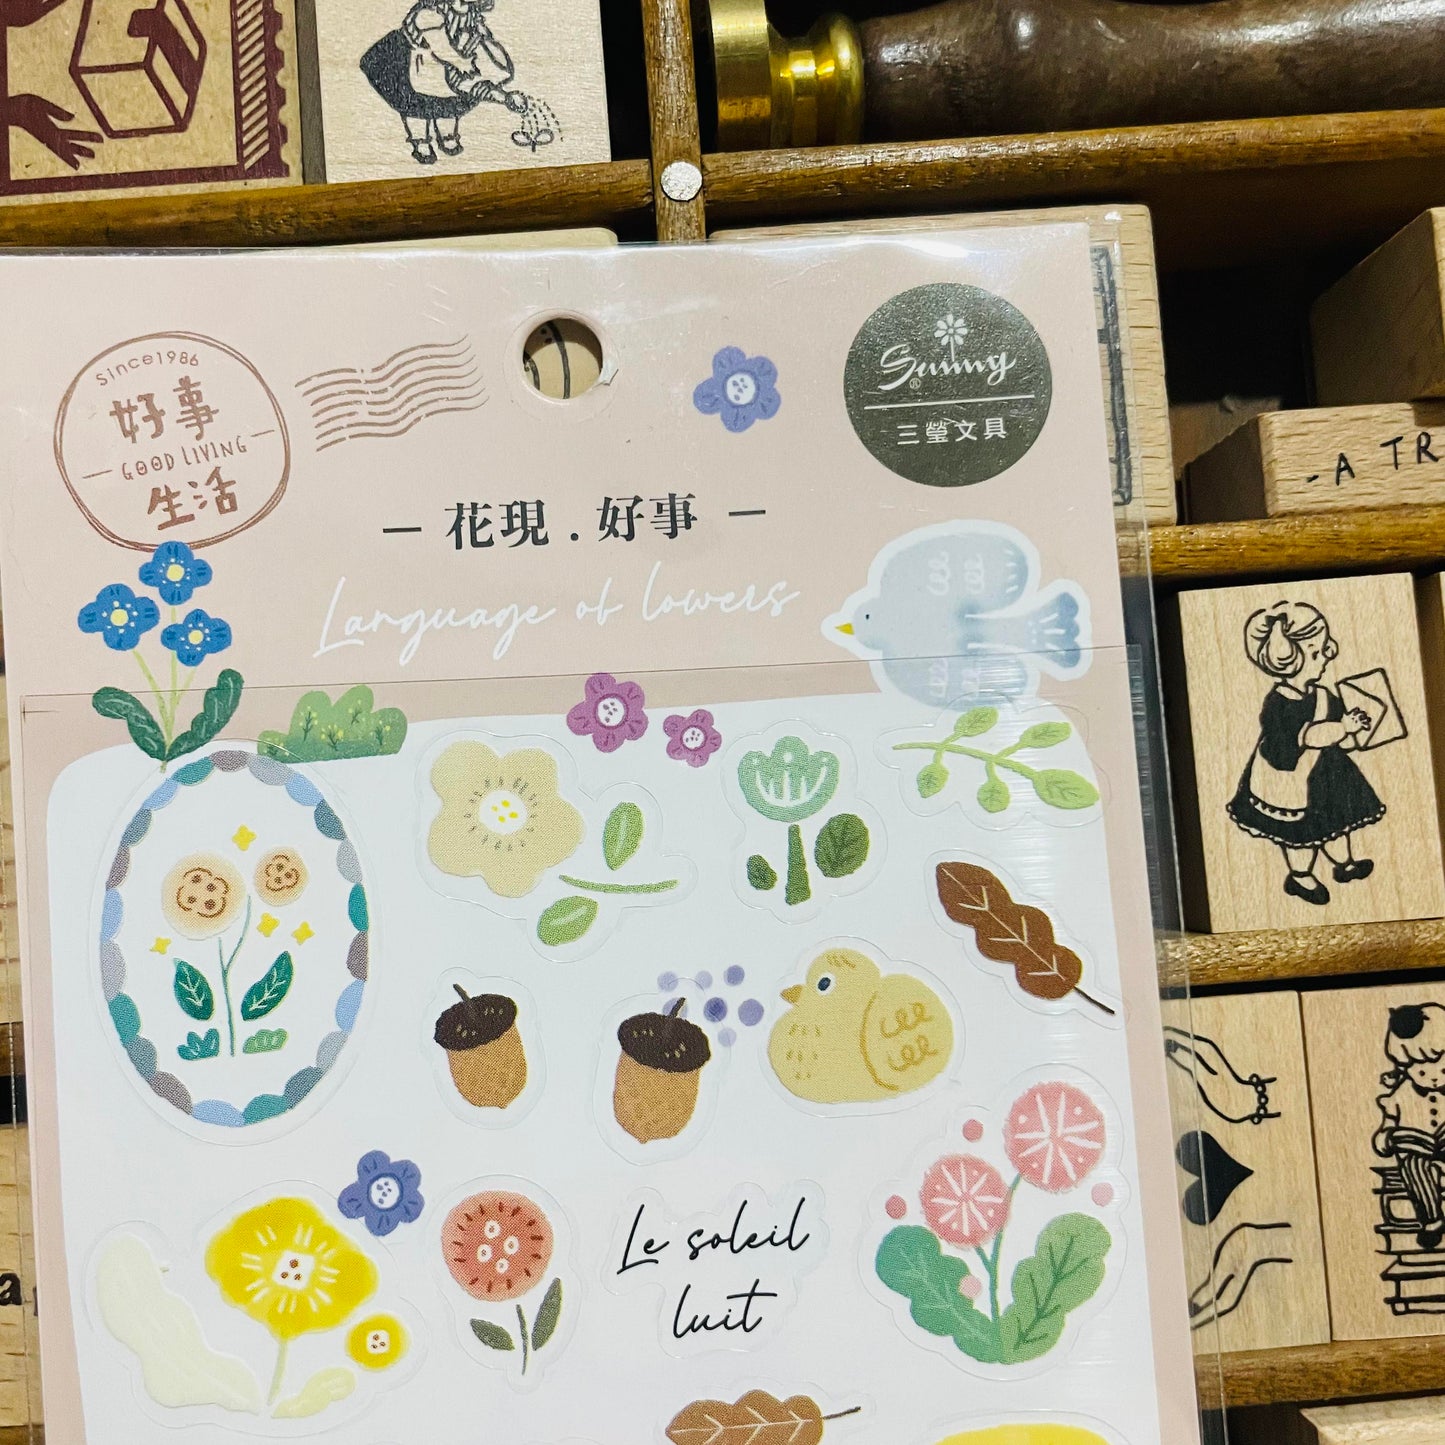 Since1986
好事
GOOD LIVING
生活
Sunny
®
三瑩文具
花現.好事
Language of lowers
-A TR
Le soleil
luit
a